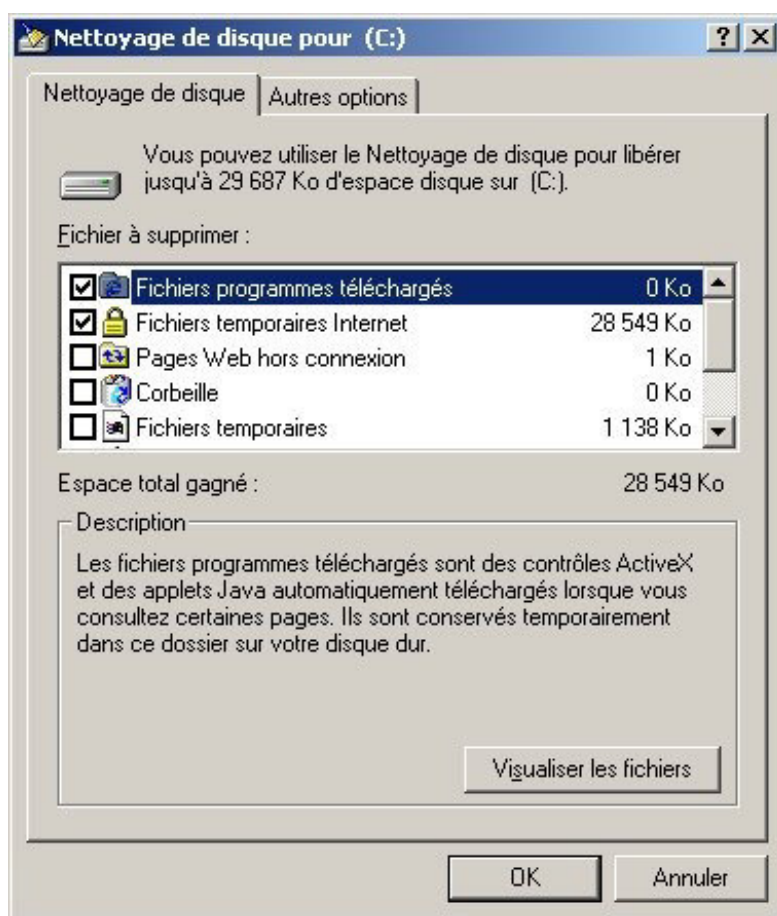 Nettoyage de disque pour (C:)
Nettoyage de disque
Autres options
Vous pouvez utiliser le Nettoyage de disque pour libérer
jusqu'à 29 687 Ko d'espace disque sur (C:).
Fichier à supprimer :
Fichiers programmes téléchargés 0 Ko
Fichiers temporaires Internet 28 549 Ko
Pages Web hors connexion 1 Ko
Corbeille 0 Ko
Fichiers temporaires 1 138 Ko
Espace total gagné : 28 549 Ko
Description
Les fichiers programmes téléchargés sont des contrôles ActiveX
et des applets Java automatiquement téléchargés lorsque vous
consultez certaines pages. Ils sont conservés temporairement
dans ce dossier sur votre disque dur.
Visualiser les fichiers
OK Annuler